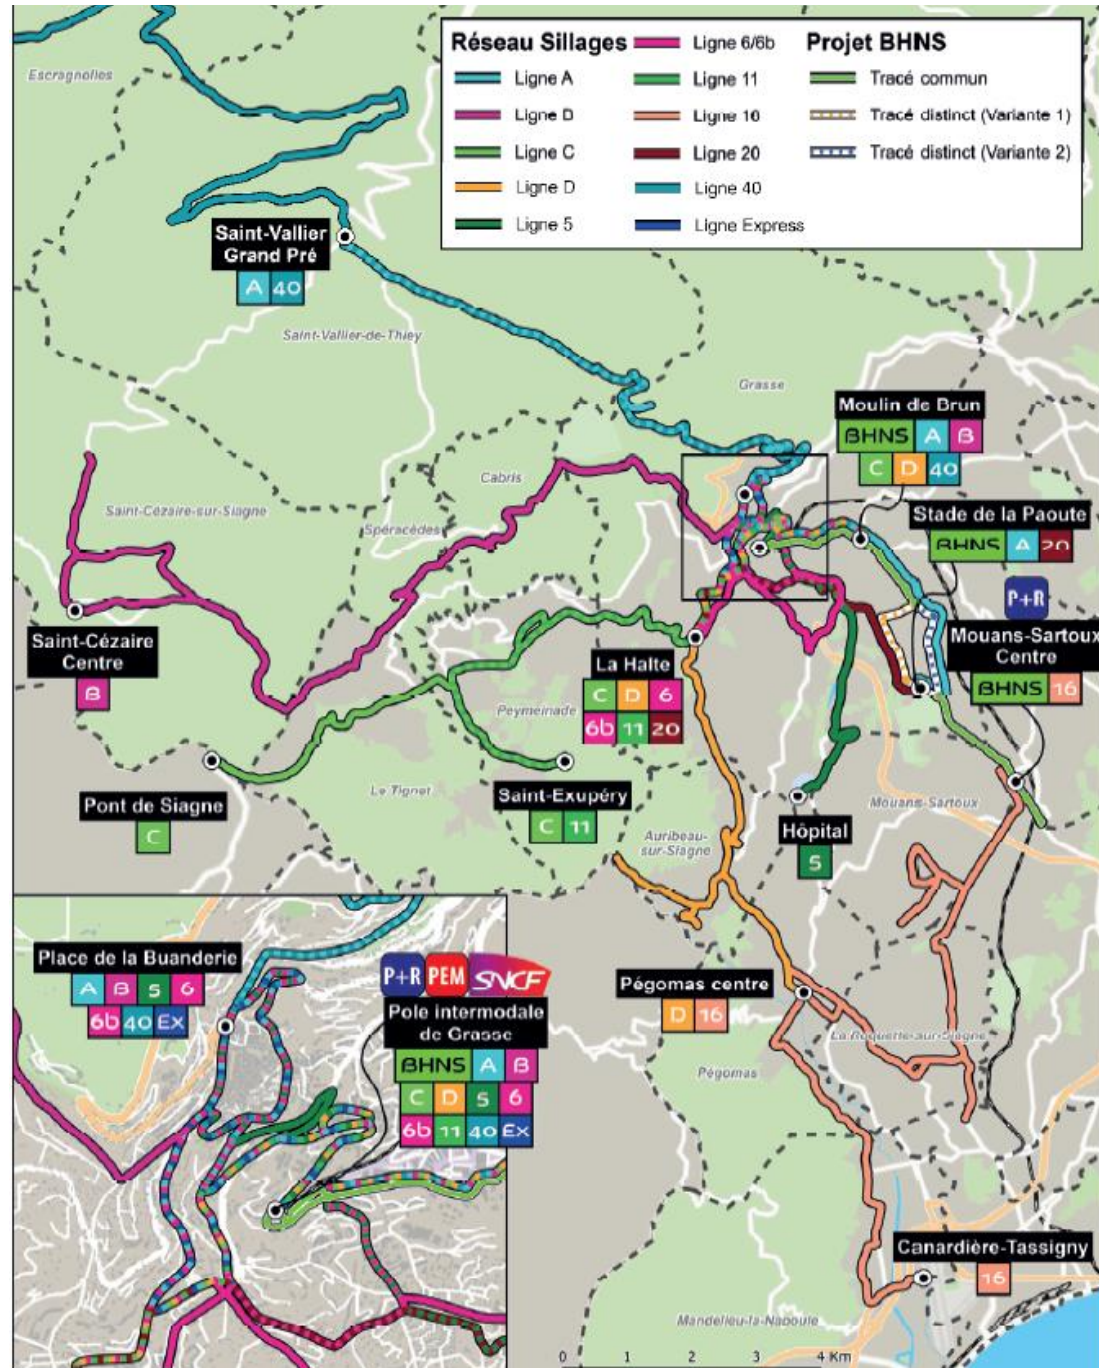 Réseau Sillages
Ligne A
Ligne B
Ligne C
Ligne D
Ligne 5
Ligne 6/6b
Ligne 11
Ligne 16
Ligne 20
Ligne 40
Ligne Express
Projet BHNS
Tracé commun
Tracé distinct (Variante 1)
Tracé distinct (Variante 2)
Escragnolles
Saint-Vallier
Grand Pré
A 40
Saint-Vallier-de-Thiey
Grasse
Moulin de Brun
BHNS A B
C D 40
Cabris
Saint-Cézaire-sur-Siagne
Spéracèdes
Stade de la Paoute
BHNS A 20
P+R
Saint-Cézaire
Centre
B
La Halte
C D 6
6b 11 20
Mouans-Sartoux
Centre
BHNS 16
Peymeinade
Pont de Siagne
C
Le Tignet
Saint-Exupéry
C 11
Auribeau-
sur-Siagne
Hôpital
5
Mouans-Sartoux
Place de la Buanderie
A B 5 6
6b 40 Ex
P+R PEM SNCF
Pole intermodale
de Grasse
BHNS A B
C D 5 6
6b 11 40 Ex
Pégomas centre
D 16
La Roquette-sur-Siagne
Pégomas
Canardière-Tassigny
16
Mandelieu-la-Napoule
0 1 2 3 4 Km